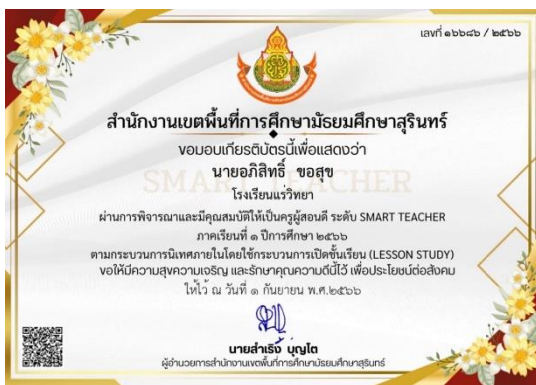 เลขที่ ๑๖๖๘๖ / ๒๕๖๖
สำนักงานเขตพื้นที่การศึกษามัธยมศึกษาสุรินทร์
ขอมอบเกียรติบัตรนี้เพื่อแสดงว่า
นายอภิสิทธิ์ ขอสุข
SMART TEACHER
โรงเรียนแร่วิทยา
ผ่านการพิจารณาและมีคุณสมบัติให้เป็นครูผู้สอนดี ระดับ SMART TEACHER
ภาคเรียนที่ ๑ ปีการศึกษา ๒๕๖๖
ตามกระบวนการนิเทศภายในโดยใช้กระบวนการเปิดชั้นเรียน (LESSON STUDY)
ขอให้มีความสุขความเจริญ และรักษาคุณความดีนี้ไว้ เพื่อประโยชน์ต่อสังคม
ให้ไว้ ณ วันที่ ๑ กันยายน พ.ศ.๒๕๖๖
นายสำเริง บุญโต
ผู้อำนวยการสำนักงานเขตพื้นที่การศึกษามัธยมศึกษาสุรินทร์